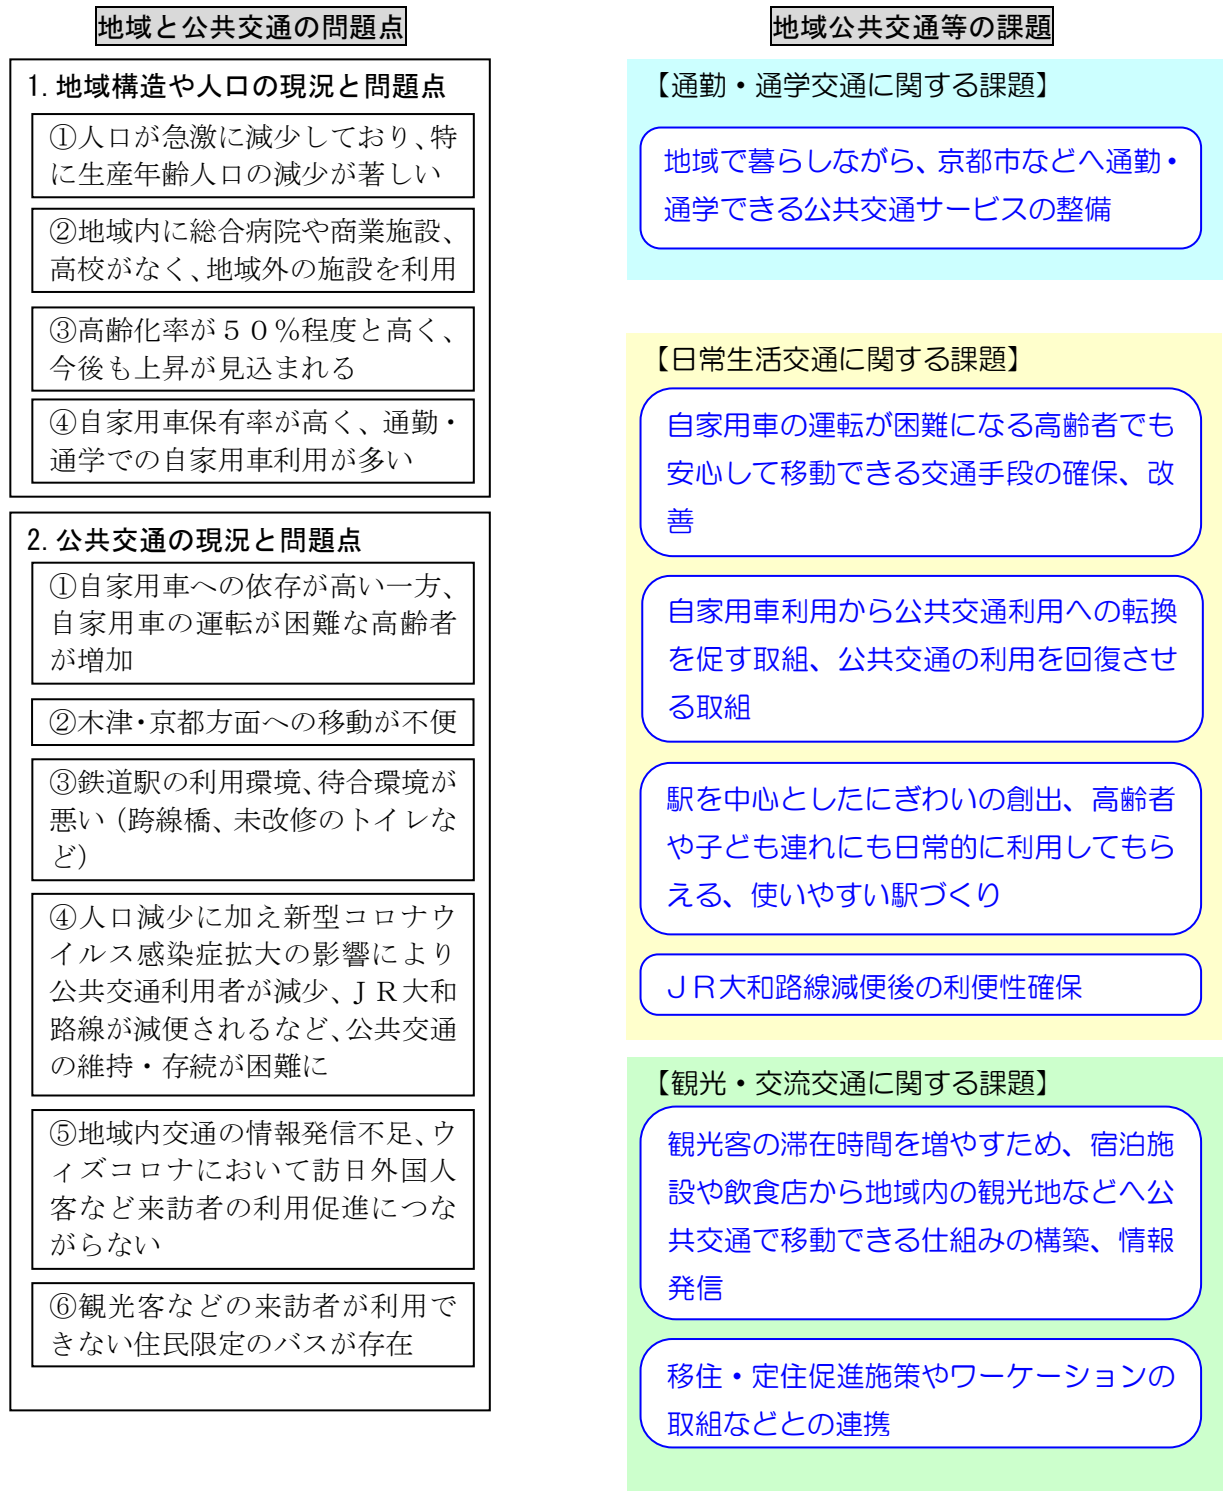 地域と公共交通の問題点
1. 地域構造や人口の現況と問題点
①人口が急激に減少しており、特
に生産年齢人口の減少が著しい
②地域内に総合病院や商業施設、
高校がなく、地域外の施設を利用
③高齢化率が５０％程度と高く、
今後も上昇が見込まれる
④自家用車保有率が高く、通勤・
通学での自家用車利用が多い
2. 公共交通の現況と問題点
①自家用車への依存が高い一方、
自家用車の運転が困難な高齢者
が増加
②木津・京都方面への移動が不便
③鉄道駅の利用環境、待合環境が
悪い（跨線橋、未改修のトイレな
ど）
④人口減少に加え新型コロナウ
イルス感染症拡大の影響により
公共交通利用者が減少、ＪＲ大和
路線が減便されるなど、公共交通
の維持・存続が困難に
⑤地域内交通の情報発信不足、ウ
ィズコロナにおいて訪日外国人
客など来訪者の利用促進につな
がらない
⑥観光客などの来訪者が利用で
きない住民限定のバスが存在
地域公共交通等の課題
【通勤・通学交通に関する課題】
地域で暮らしながら、京都市などへ通勤・
通学できる公共交通サービスの整備
【日常生活交通に関する課題】
自家用車の運転が困難になる高齢者でも
安心して移動できる交通手段の確保、改
善
自家用車利用から公共交通利用への転換
を促す取組、公共交通の利用を回復させ
る取組
駅を中心としたにぎわいの創出、高齢者
や子ども連れにも日常的に利用してもら
える、使いやすい駅づくり
ＪＲ大和路線減便後の利便性確保
【観光・交流交通に関する課題】
観光客の滞在時間を増やすため、宿泊施
設や飲食店から地域内の観光地などへ公
共交通で移動できる仕組みの構築、情報
発信
移住・定住促進施策やワーケーションの
取組などとの連携